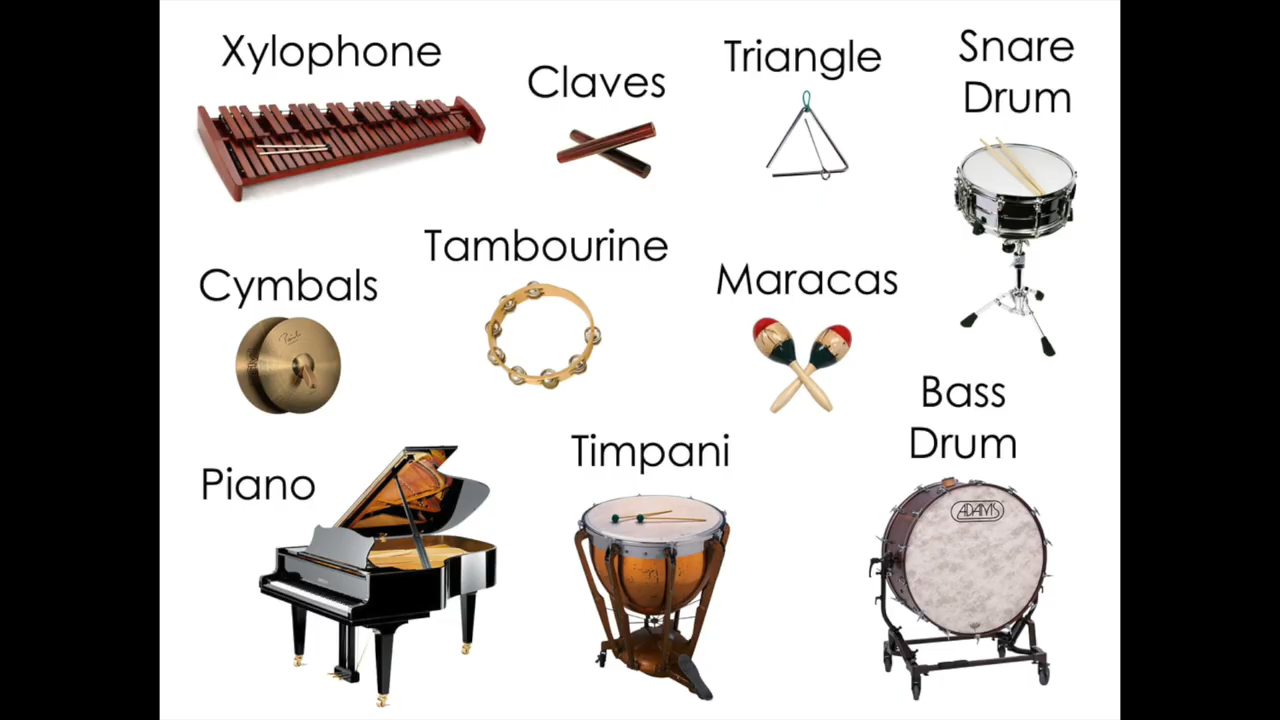 Xylophone
Claves
Triangle
Snare
Drum
Cymbals
Tambourine
Maracas
Piano
Timpani
Bass
Drum
ADAMS